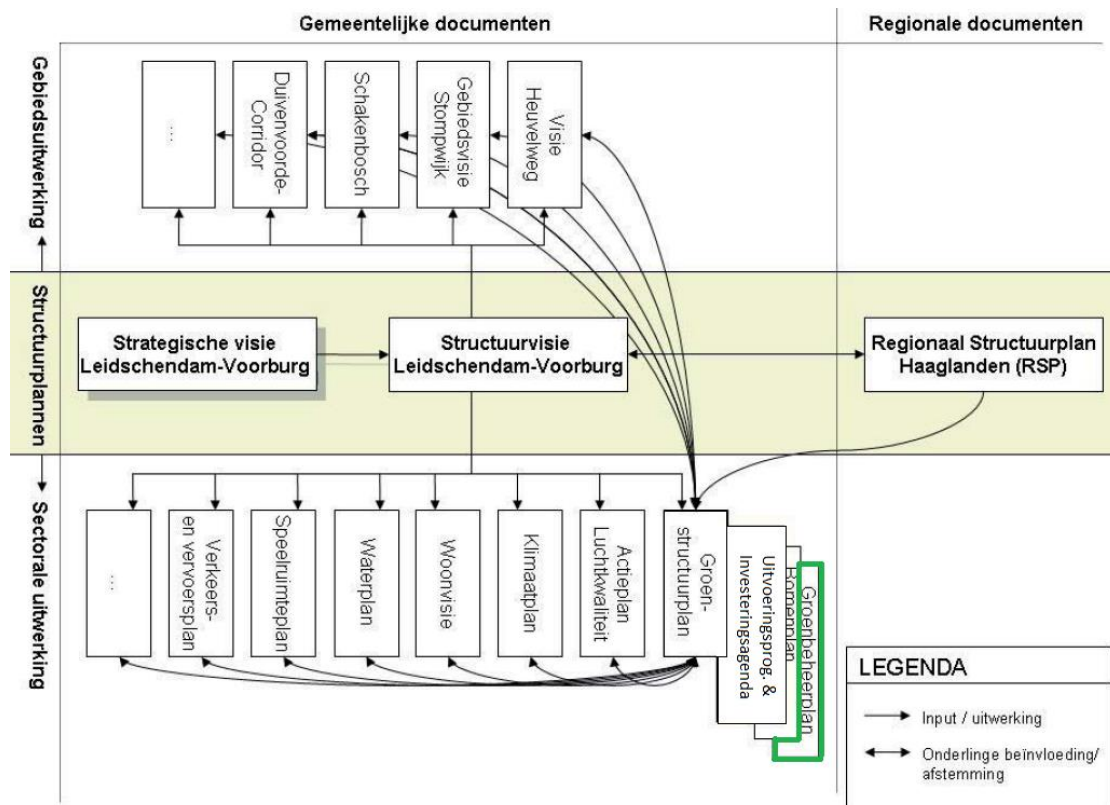 Gemeentelijke documenten
Regionale documenten
Gebiedsuitwerking
...
Duivenvoorde-
Corridor
Schakenbosch
Gebiedsvisie
Stompwijk
Visie
Heuvelweg
Structuurplannen
Strategische visie
Leidschendam-Voorburg
Structuurvisie
Leidschendam-Voorburg
Regionaal Structuurplan
Haaglanden (RSP)
Sectorale uitwerking
...
Verkeers-
en vervoersplan
Speelruimteplan
Waterplan
Woonvisie
Klimaatplan
Actieplan
Luchtkwaliteit
Groen-
structuurplan
Uitvoeringsprog. &
Investeringsagenda
Bomenplan
Groenbeheerplan
LEGENDA
Input / uitwerking
Onderlinge beïnvloeding/
afstemming